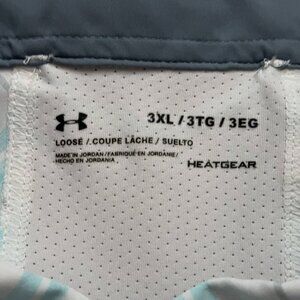 3XL / 3TG / 3EG
LOOSE / COUPE LÂCHE / SUELTO
MADE IN JORDAN / FABRIQUÉ EN JORDANIE /
HECHO EN JORDANIA
HEATGEAR